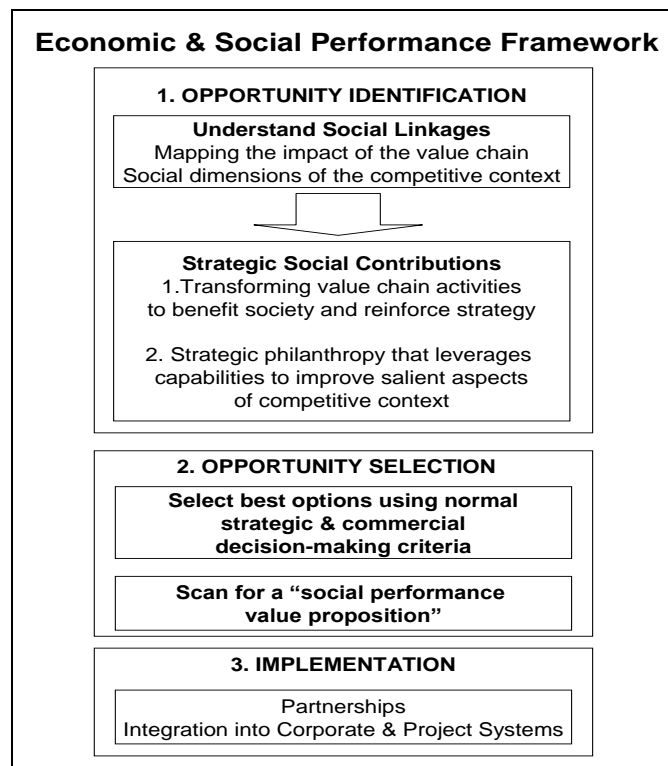 Economic & Social Performance Framework
1. OPPORTUNITY IDENTIFICATION
Understand Social Linkages
Mapping the impact of the value chain
Social dimensions of the competitive context
Strategic Social Contributions
1.Transforming value chain activities
to benefit society and reinforce strategy
2. Strategic philanthropy that leverages
capabilities to improve salient aspects
of competitive context
2. OPPORTUNITY SELECTION
Select best options using normal
strategic & commercial
decision-making criteria
Scan for a “social performance
value proposition”
3. IMPLEMENTATION
Partnerships
Integration into Corporate & Project Systems